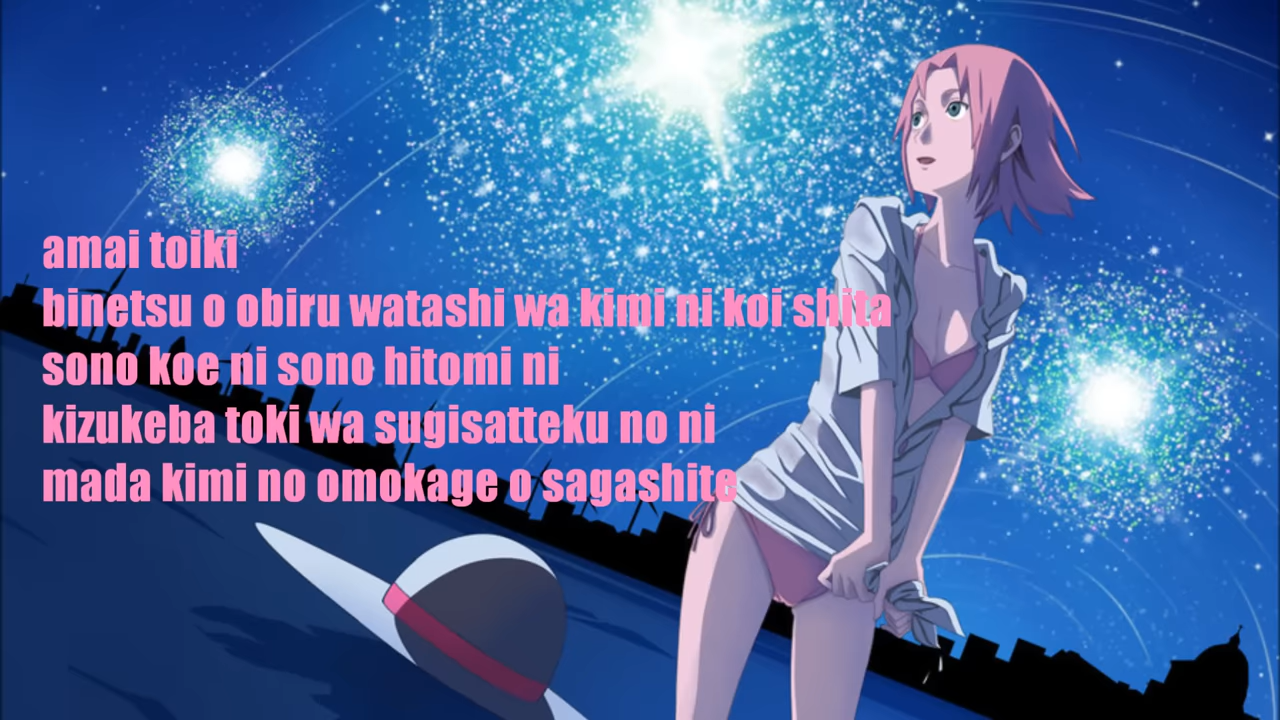 amai toiki
binetsu o obiru watashi wa kimi ni koi shita
sono koe ni sono hitomi ni
kizukeba toki wa sugisatteku no ni
mada kimi no omokage o sagashite